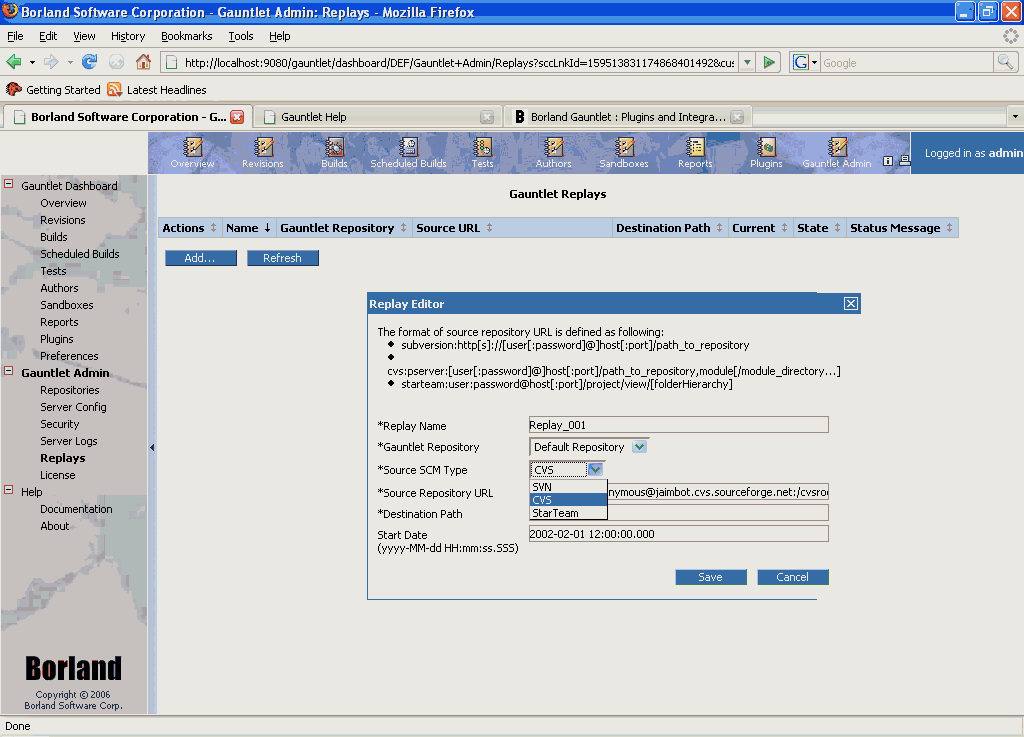 Borland Software Corporation - Gauntlet Admin: Replays - Mozilla Firefox
File Edit View History Bookmarks Tools Help
http://localhost:9080/gauntlet/dashboard/DEF/Gauntlet+Admin/Replays?sccLnkId=1595138311748684014928&cus
G Google
Getting Started Latest Headlines
Borland Software Corporation - G... Gauntlet Help B Borland Gauntlet : Plugins and Integra...
Overview Revisions Builds Scheduled Builds Tests Authors Sandboxes Reports Plugins Gauntlet Admin
Logged in as admin
Gauntlet Dashboard
Overview
Revisions
Builds
Scheduled Builds
Tests
Authors
Sandboxes
Reports
Plugins
Preferences
Gauntlet Admin
Repositories
Server Config
Security
Server Logs
Replays
License
Help
Documentation
About
Borland
Copyright © 2006
Borland Software Corp.
Gauntlet Replays
Actions Name Gauntlet Repository Source URL Destination Path Current State Status Message
Add... Refresh
Replay Editor
The format of source repository URL is defined as following:
subversion:http[s]://[user[:password]@]host[:port]/path_to_repository
cvs:pserver:[user[:password]@]host[:port]/path_to_repository,module[/module_directory...]
starteam:user:password@host[:port]/project/view/[folderHierarchy]
*Replay Name Replay_001
*Gauntlet Repository Default Repository
*Source SCM Type CVS
SVN
CVS
StarTeam
*Source Repository URL nymous@jaimbot.cvs.sourceforge.net:/cvsroo
*Destination Path
Start Date 2002-02-01 12:00:00.000
(yyyy-MM-dd HH:mm:ss.SSS)
Save Cancel
Done